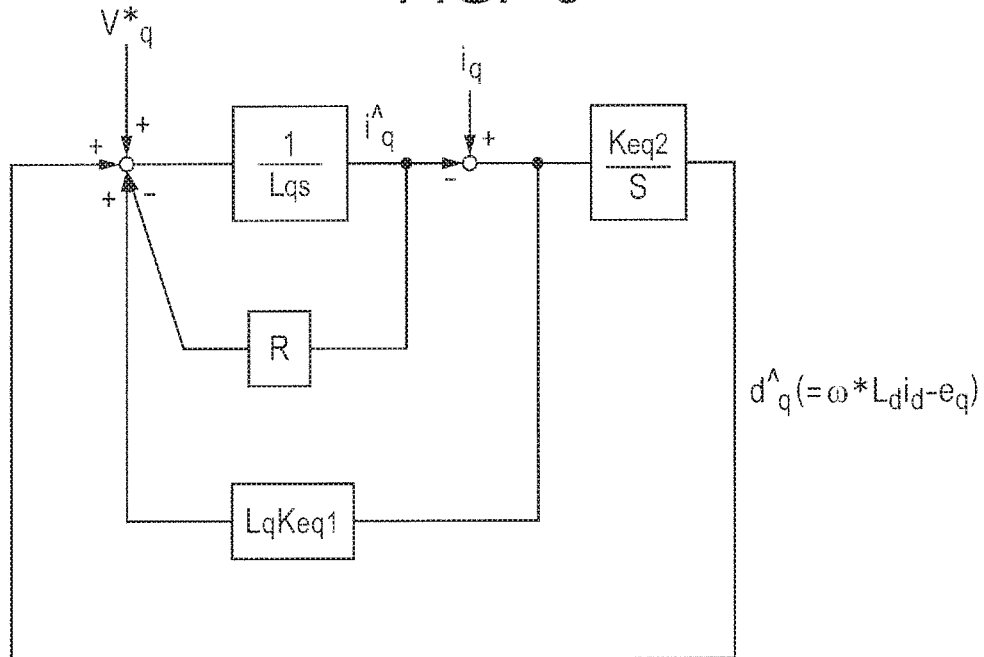 V*q
iq
+
+
1
Lqs
i^q
+
-
Keq2
S
+
-
R
d^q(=ω*Ldid-eq)
LqKeq1